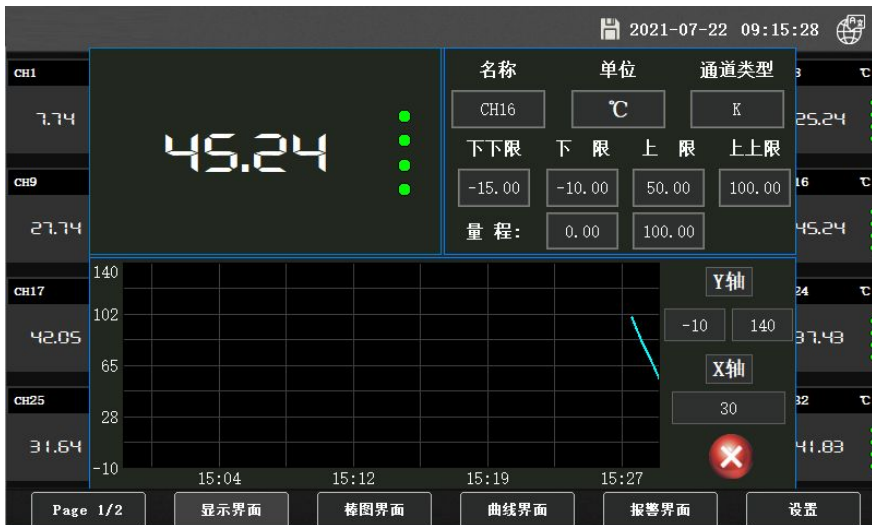 2021-07-22 09:15:28
CH1
7.74
℃
25.24
CH9
27.74
16 ℃
45.24
CH17
42.05
24 ℃
37.43
CH25
31.64
32 ℃
41.83
45.24
名称 单位 通道类型
CH16 ℃ K
下下限 下 限 上 限 上上限
-15.00 -10.00 50.00 100.00
量 程: 0.00 100.00
140
102
65
28
-10
15:04 15:12 15:19 15:27
Y轴
-10 140
X轴
30
Page 1/2 显示界面 棒图界面 曲线界面 报警界面 设置